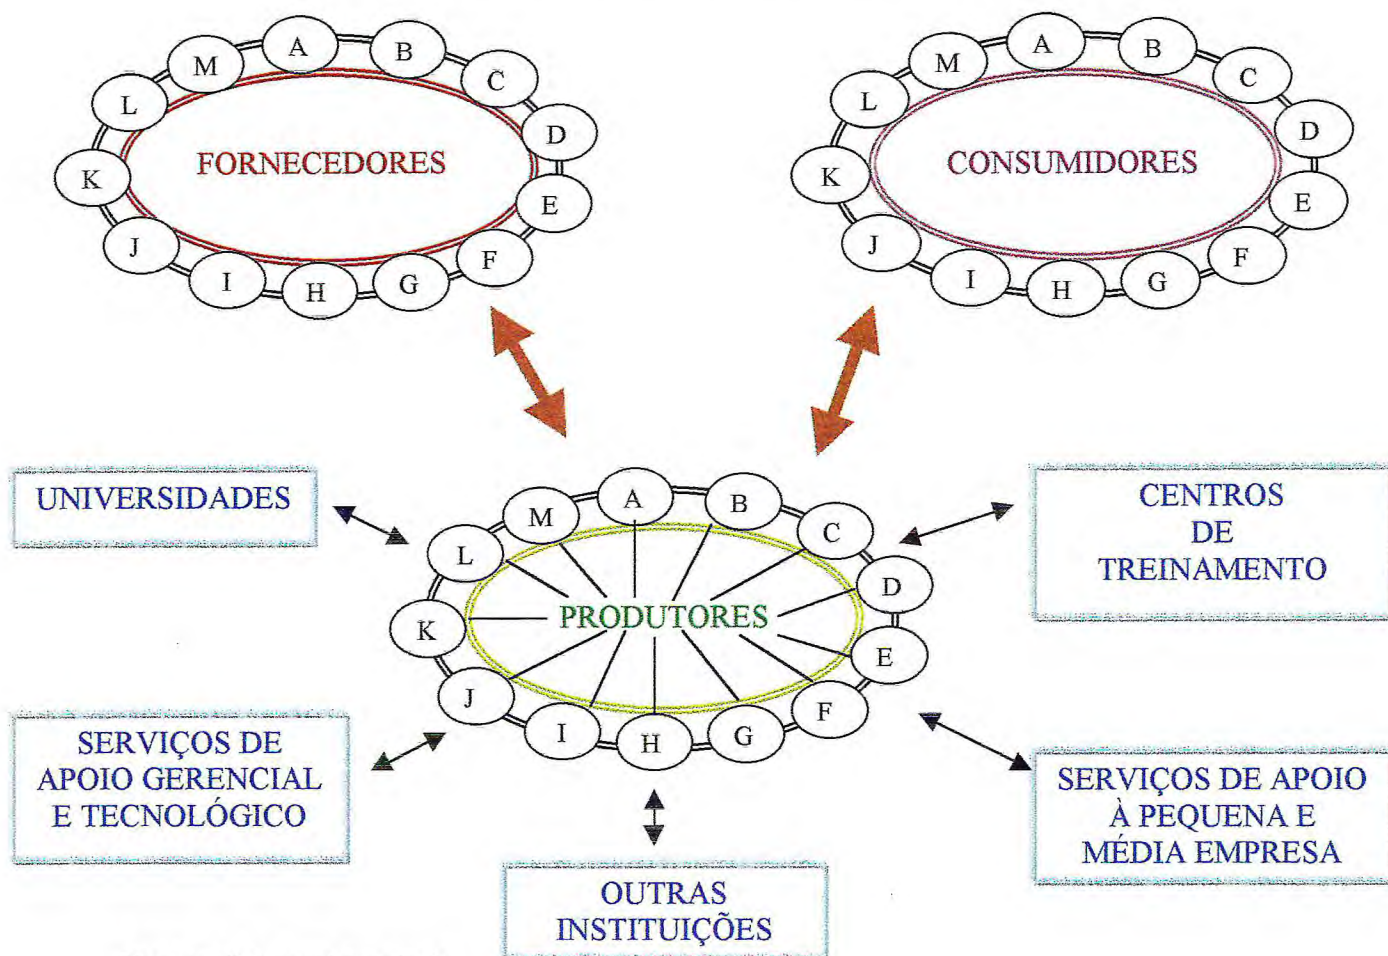 A
B
C
D
E
F
G
H
I
J
K
L
M
FORNECEDORES
A
B
C
D
E
F
G
H
I
J
K
L
M
CONSUMIDORES
UNIVERSIDADES
A
B
C
D
E
F
G
H
I
J
K
L
M
PRODUTORES
CENTROS
DE
TREINAMENTO
SERVIÇOS DE
APOIO GERENCIAL
E TECNOLÓGICO
SERVIÇOS DE APOIO
À PEQUENA E
MÉDIA EMPRESA
OUTRAS
INSTITUIÇÕES